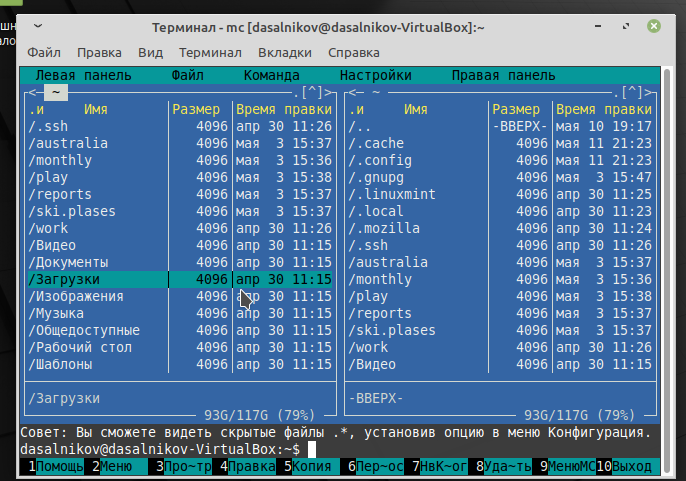 Терминал - mc [dasalnikov@dasalnikov-VirtualBox]:~
Файл Правка Вид Терминал Вкладки Справка
Левая панель Файл Команда Настройки Правая панель
<─ ~ .[^]>
.и Имя Размер Время правки
/.ssh 4096 апр 30 11:26
/australia 4096 мая 3 15:37
/monthly 4096 мая 3 15:36
/play 4096 мая 3 15:38
/reports 4096 мая 3 15:37
/ski.plases 4096 мая 3 15:37
/work 4096 апр 30 11:26
/Видео 4096 апр 30 11:15
/Документы 4096 апр 30 11:15
/Загрузки 4096 апр 30 11:15
/Изображения 4096 апр 30 11:15
/Музыка 4096 апр 30 11:15
/Общедоступные 4096 апр 30 11:15
/Рабочий стол 4096 апр 30 11:15
/Шаблоны 4096 апр 30 11:15
/Загрузки
93G/117G (79%)
<─ ~ .[^]>
.и Имя Размер Время правки
/.. -ВВЕРХ- мая 10 19:17
/.cache 4096 мая 11 21:23
/.config 4096 мая 11 21:23
/.gnupg 4096 мая 3 15:47
/.linuxmint 4096 апр 30 11:25
/.local 4096 апр 30 11:23
/.mozilla 4096 апр 30 11:24
/.ssh 4096 апр 30 11:26
/australia 4096 мая 3 15:37
/monthly 4096 мая 3 15:36
/play 4096 мая 3 15:38
/reports 4096 мая 3 15:37
/ski.plases 4096 мая 3 15:37
/work 4096 апр 30 11:26
/Видео 4096 апр 30 11:15
-ВВЕРХ-
93G/117G (79%)
Совет: Вы сможете видеть скрытые файлы .*, установив опцию в меню Конфигурация.
dasalnikov@dasalnikov-VirtualBox:~$
1Помощь 2Меню 3Про~тр 4Правка 5Копия 6Пер~ос 7НвК~ог 8Уда~ть 9МенюМС 10Выход